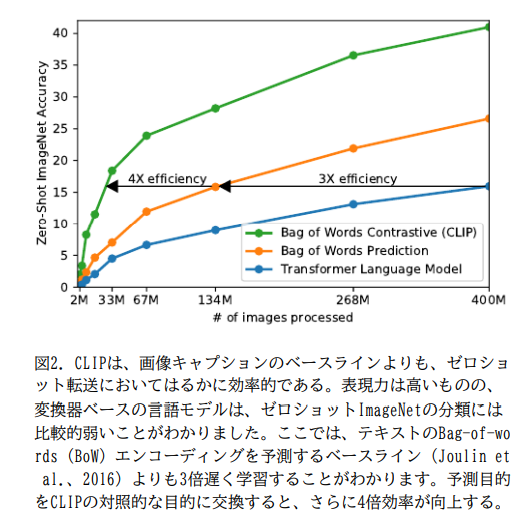 40
35
30
25
20
15
10
5
0
Zero-Shot ImageNet Accuracy
4X efficiency
3X efficiency
Bag of Words Contrastive (CLIP)
Bag of Words Prediction
Transformer Language Model
2M 33M 67M 134M 268M 400M
# of images processed
図2. CLIPは、画像キャプションのベースラインよりも、ゼロショ
ット転送においてはるかに効率的である。表現力は高いものの、
変換器ベースの言語モデルは、ゼロショットImageNetの分類には
比較的弱いことがわかりました。ここでは、テキストのBag-of-wo
rds (BoW) エンコーディングを予測するベースライン (Joulin et
al.、2016) よりも3倍遅く学習することがわかります。予測目的
をCLIPの対照的な目的に交換すると、さらに4倍効率が向上する。